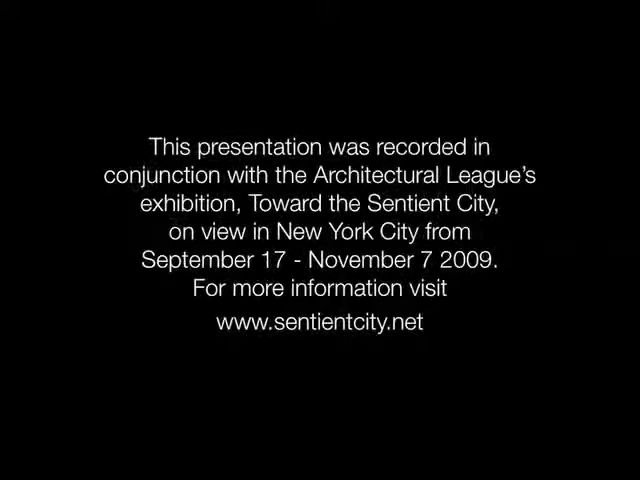 This presentation was recorded in
conjunction with the Architectural League's
exhibition, Toward the Sentient City,
on view in New York City from
September 17 - November 7 2009.
For more information visit
www.sentientcity.net